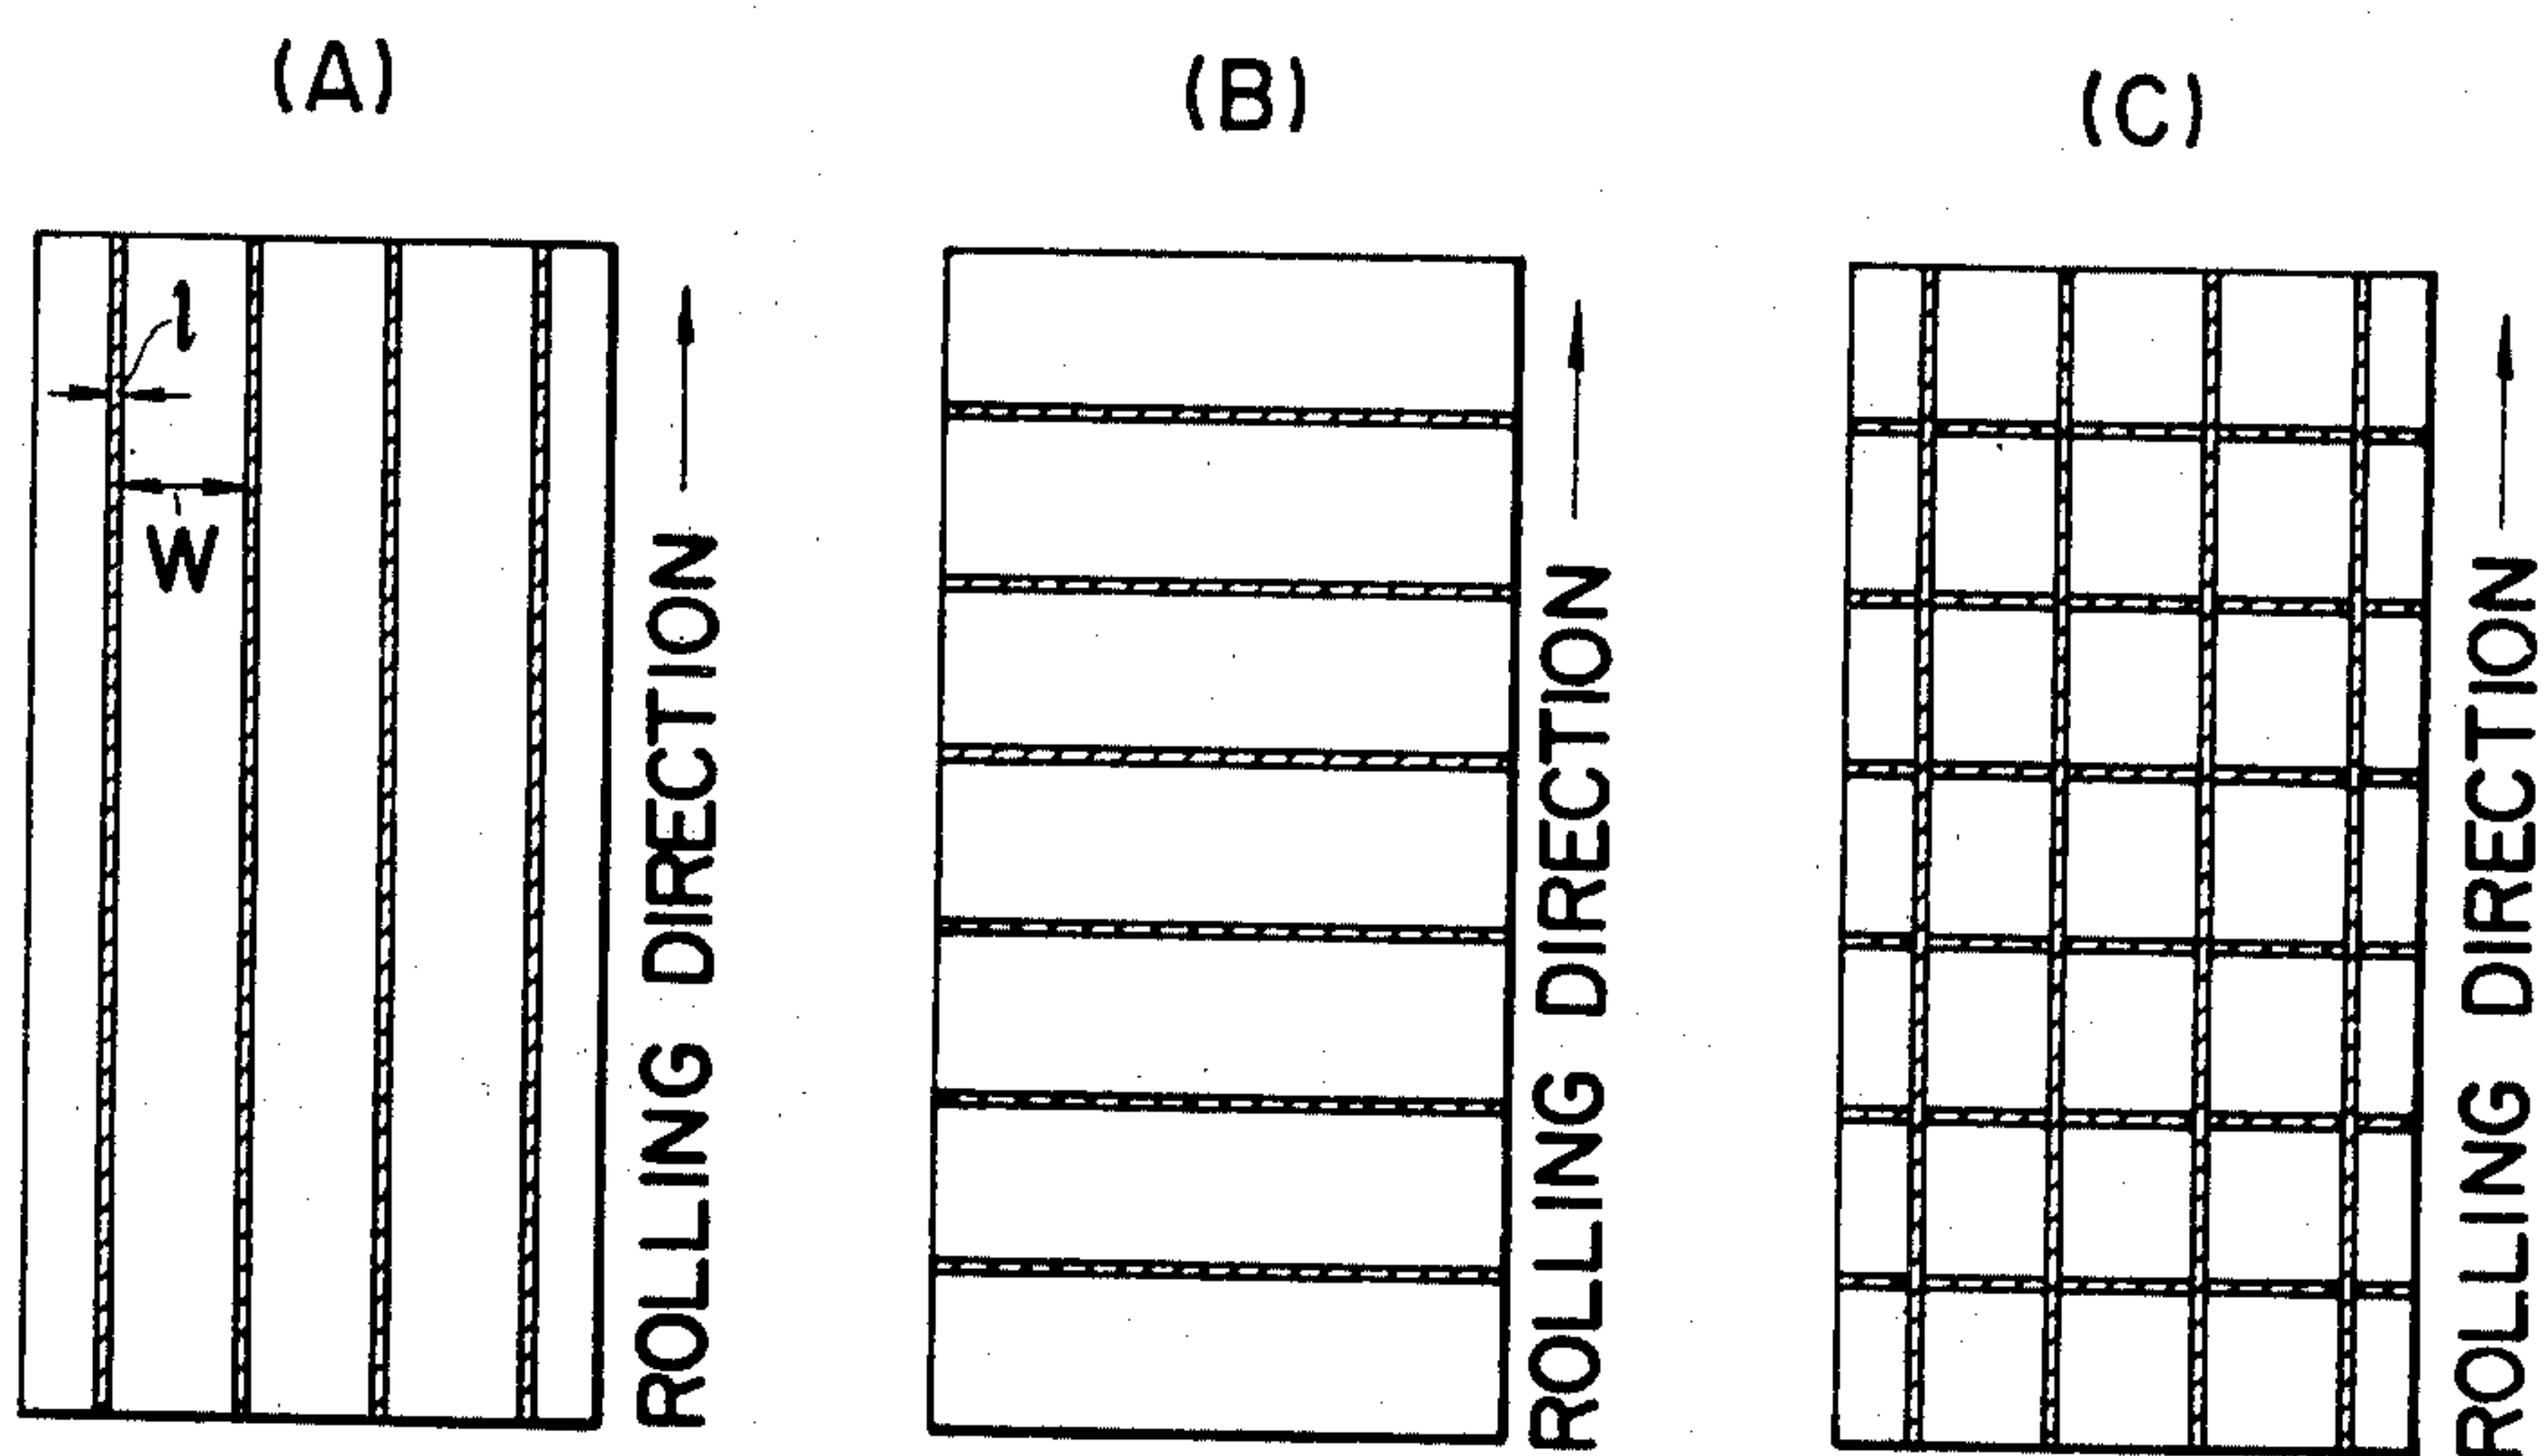 (A)
l
W
ROLLING DIRECTION
(B)
ROLLING DIRECTION
(C)
ROLLING DIRECTION